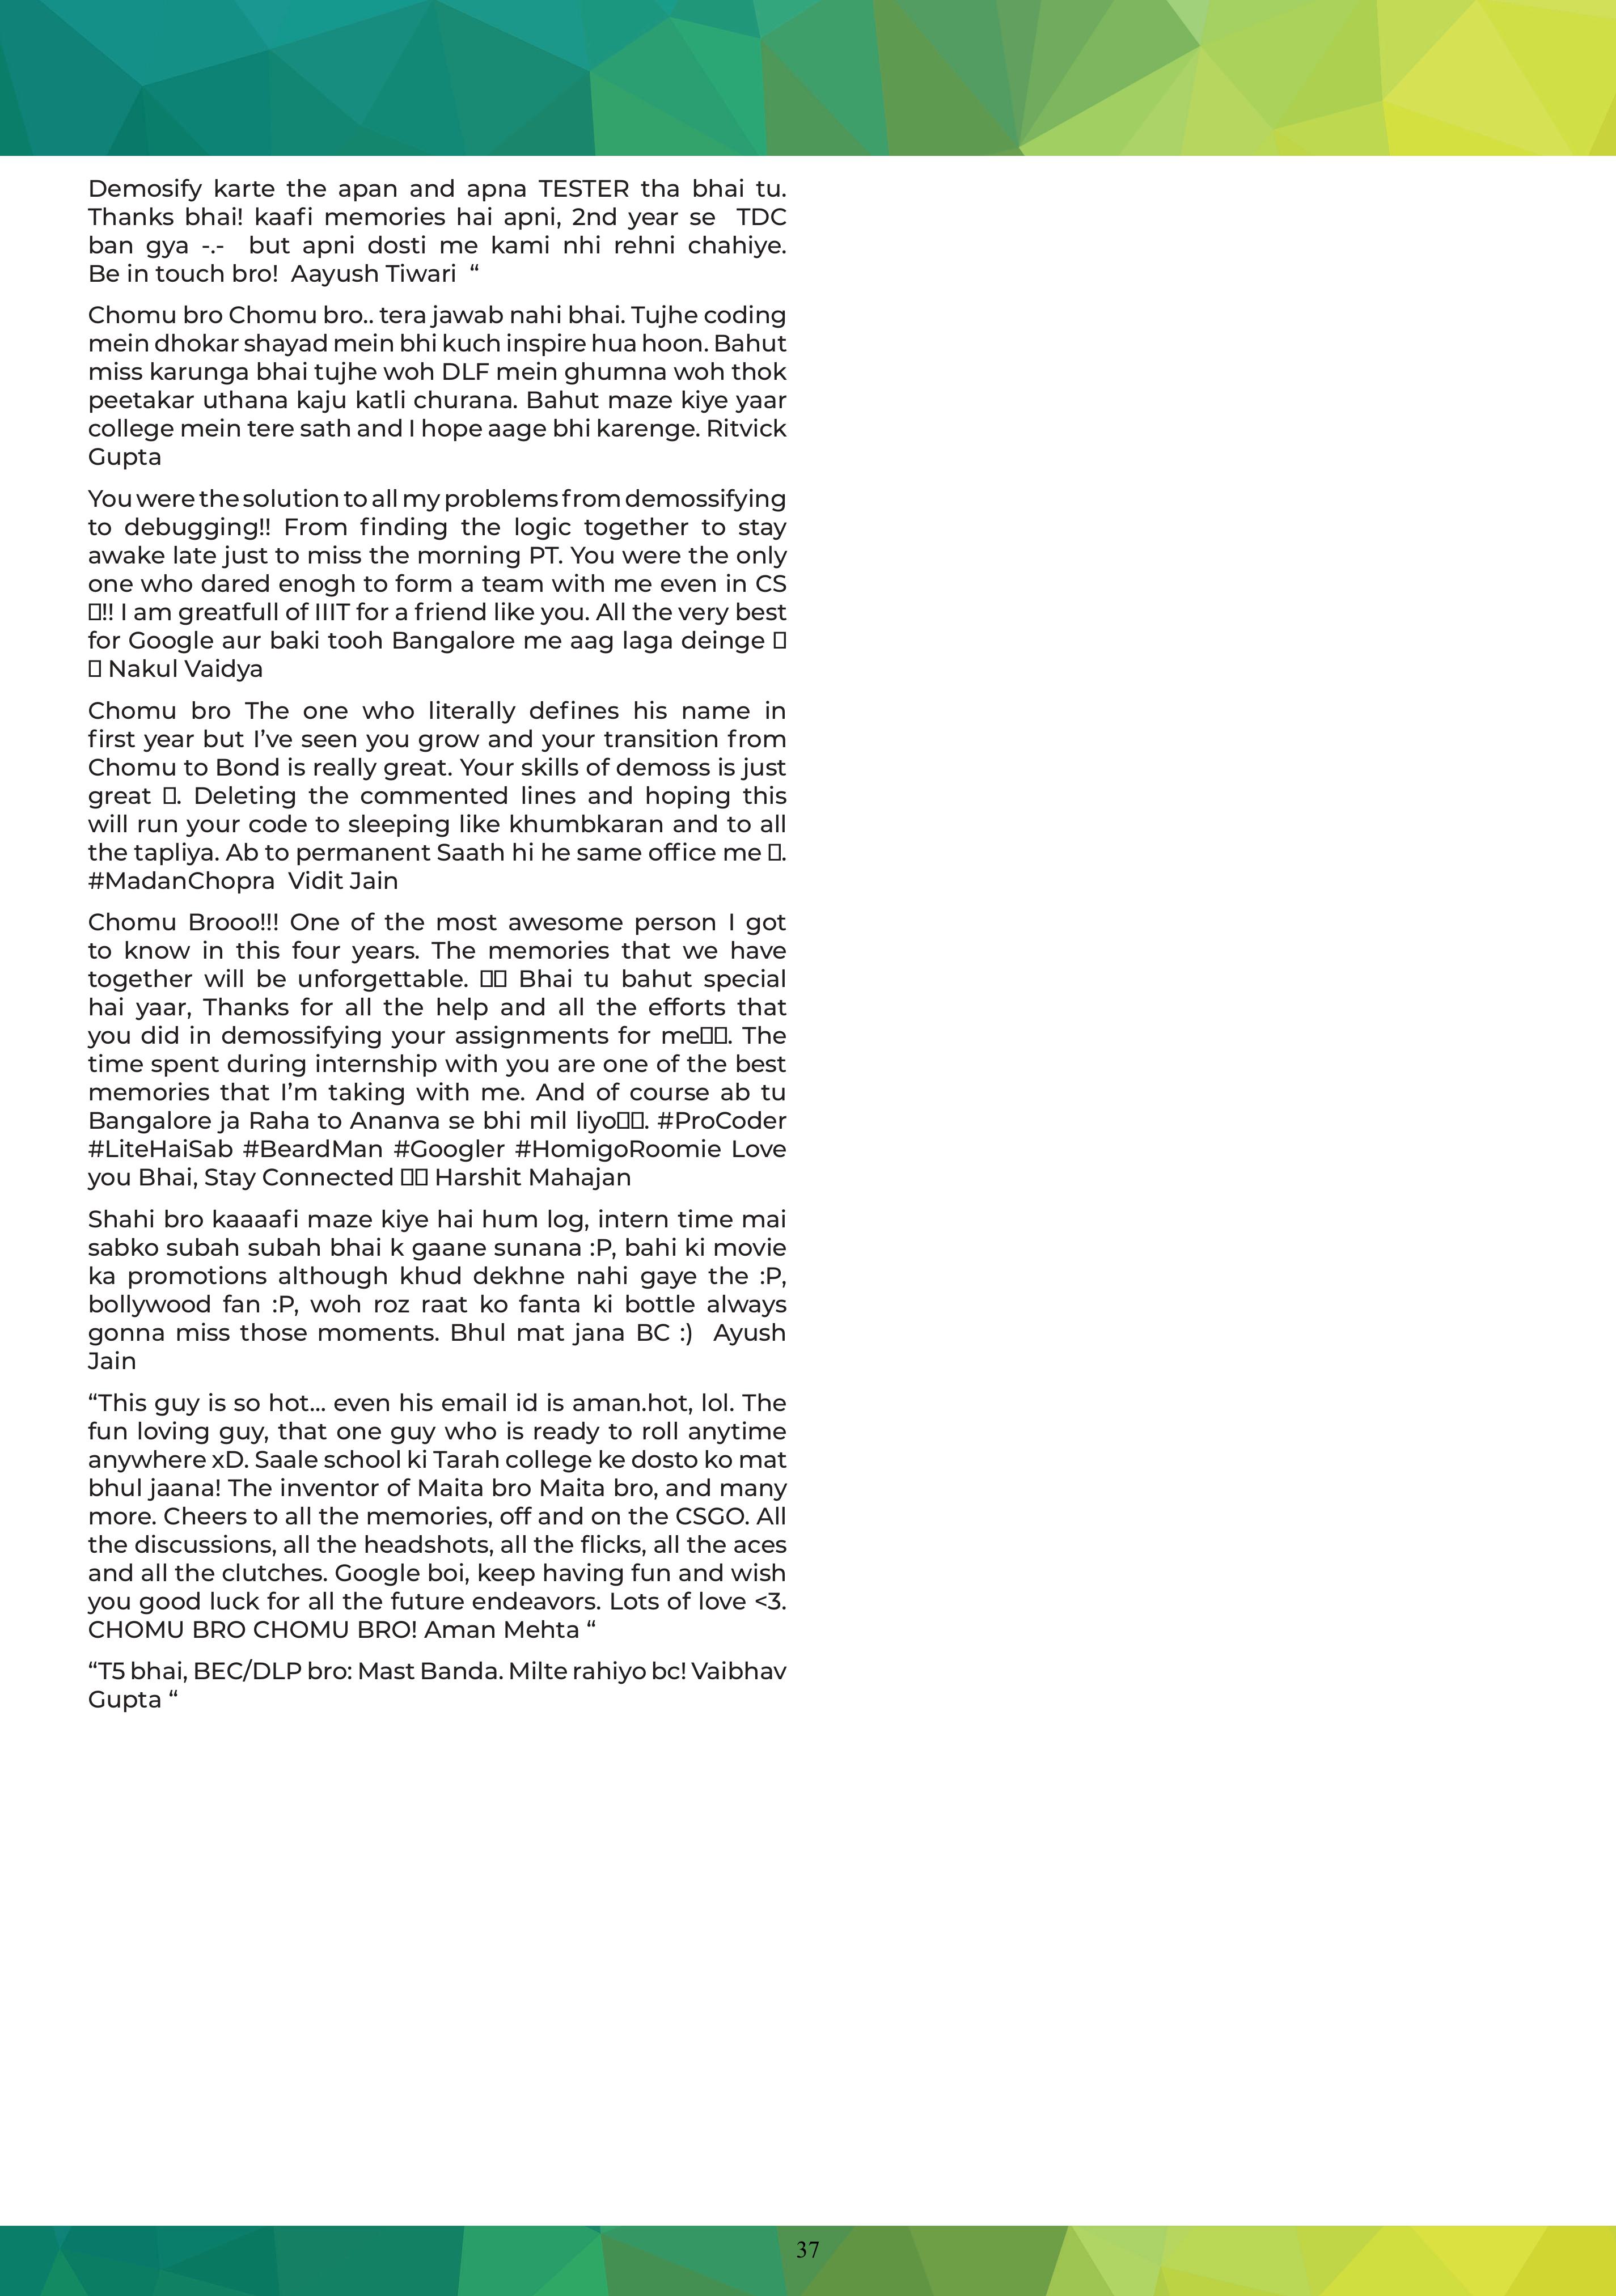 Demosify karte the apan and apna TESTER tha bhai tu.
Thanks bhai! kaafi memories hai apni, 2nd year se  TDC
ban gya -.-  but apni dosti me kami nhi rehni chahiye.
Be in touch bro!  Aayush Tiwari  “
Chomu bro Chomu bro.. tera jawab nahi bhai. Tujhe coding
mein dhokar shayad mein bhi kuch inspire hua hoon. Bahut
miss karunga bhai tujhe woh DLF mein ghumna woh thok
peetakar uthana kaju katli churana. Bahut maze kiye yaar
college mein tere sath and I hope aage bhi karenge. Ritvick
Gupta
You were the solution to all my problems from demossifying
to debugging!! From finding the logic together to stay
awake late just to miss the morning PT. You were the only
one who dared enogh to form a team with me even in CS
▯!! I am greatfull of IIIT for a friend like you. All the very best
for Google aur baki tooh Bangalore me aag laga deinge ▯
▯ Nakul Vaidya
Chomu bro The one who literally defines his name in
first year but I’ve seen you grow and your transition from
Chomu to Bond is really great. Your skills of demoss is just
great ▯. Deleting the commented lines and hoping this
will run your code to sleeping like khumbkaran and to all
the tapliya. Ab to permanent Saath hi he same office me ▯.
#MadanChopra  Vidit Jain
Chomu Brooo!!! One of the most awesome person I got
to know in this four years. The memories that we have
together will be unforgettable. ▯▯ Bhai tu bahut special
hai yaar, Thanks for all the help and all the efforts that
you did in demossifying your assignments for me▯▯. The
time spent during internship with you are one of the best
memories that I’m taking with me. And of course ab tu
Bangalore ja Raha to Ananva se bhi mil liyo▯▯. #ProCoder
#LiteHaiSab #BeardMan #Googler #HomigoRoomie Love
you Bhai, Stay Connected ▯▯ Harshit Mahajan
Shahi bro kaaaafi maze kiye hai hum log, intern time mai
sabko subah subah bhai k gaane sunana :P, bahi ki movie
ka promotions although khud dekhne nahi gaye the :P,
bollywood fan :P, woh roz raat ko fanta ki bottle always
gonna miss those moments. Bhul mat jana BC :)  Ayush
Jain
“This guy is so hot... even his email id is aman.hot, lol. The
fun loving guy, that one guy who is ready to roll anytime
anywhere xD. Saale school ki Tarah college ke dosto ko mat
bhul jaana! The inventor of Maita bro Maita bro, and many
more. Cheers to all the memories, off and on the CSGO. All
the discussions, all the headshots, all the flicks, all the aces
and all the clutches. Google boi, keep having fun and wish
you good luck for all the future endeavors. Lots of love <3.
CHOMU BRO CHOMU BRO! Aman Mehta “
“T5 bhai, BEC/DLP bro: Mast Banda. Milte rahiyo bc! Vaibhav
Gupta “
37